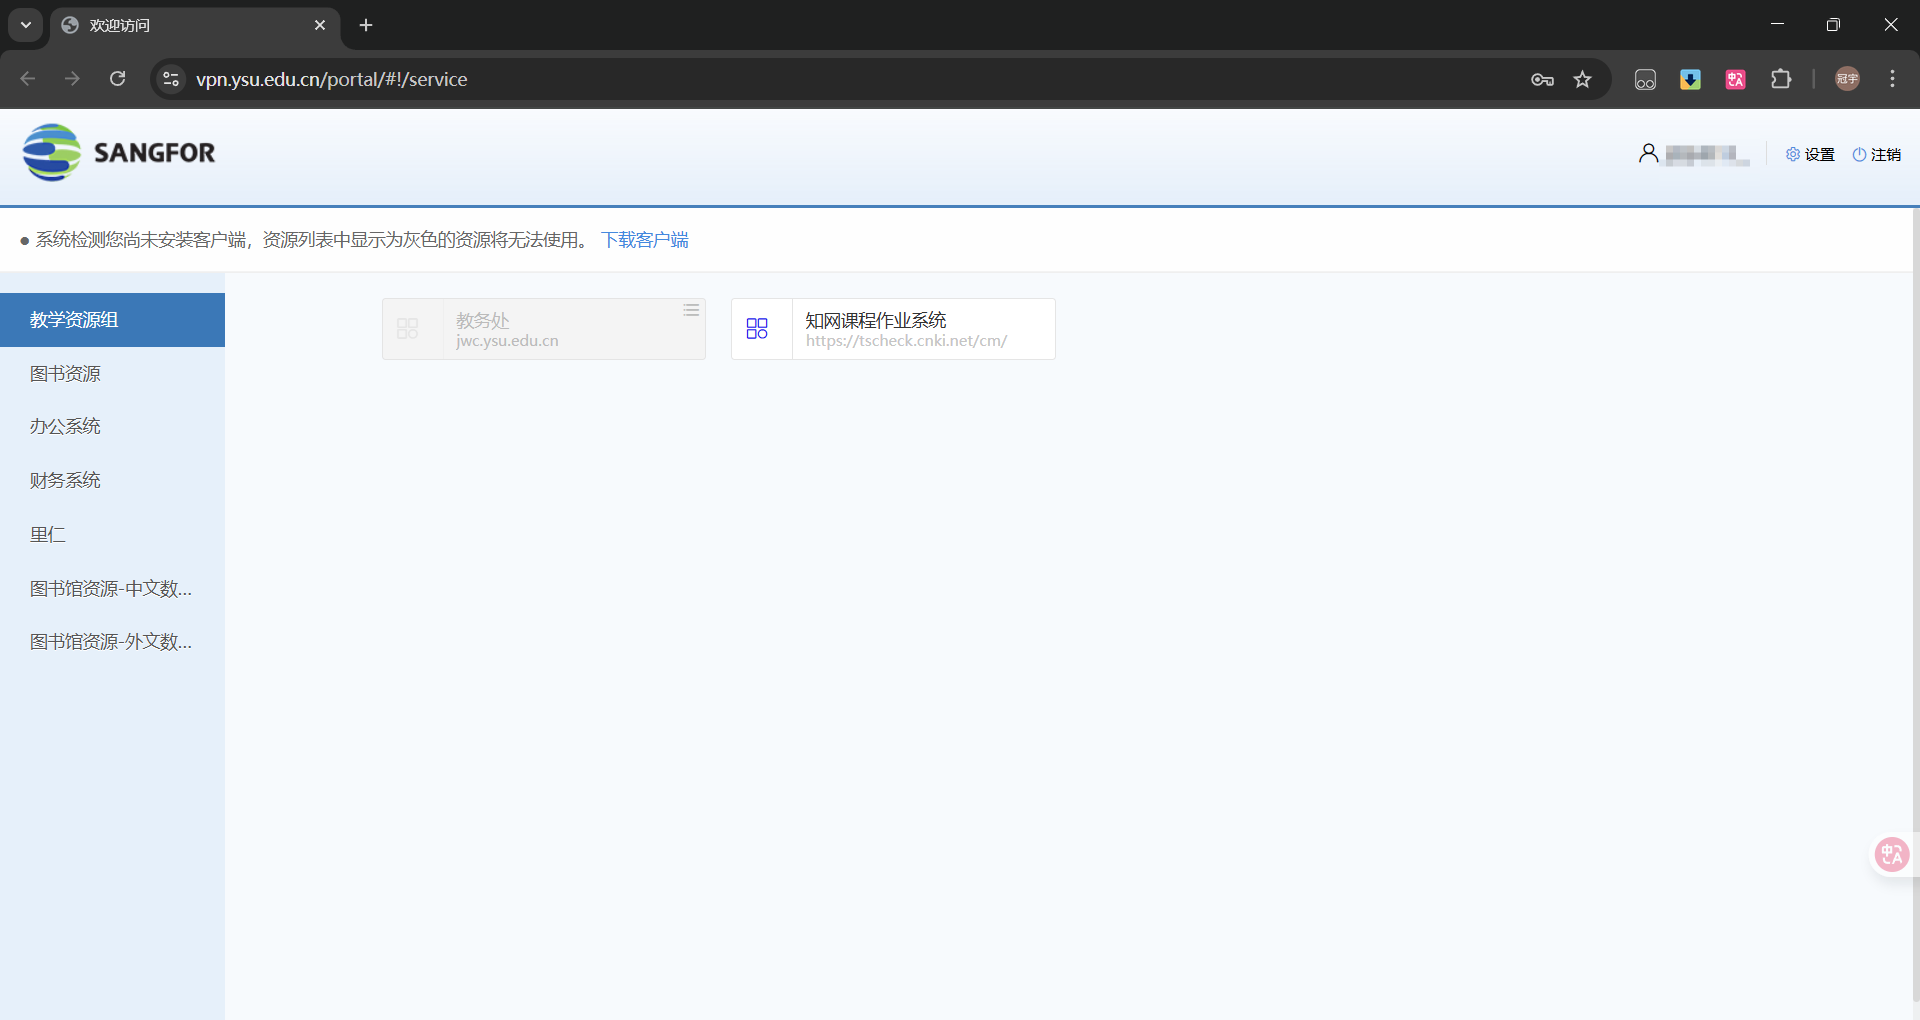 欢迎访问
vpn.ysu.edu.cn/portal/#!/service
冠宇
SANGFOR
设置
注销
系统检测您尚未安装客户端，资源列表中显示为灰色的资源将无法使用。 下载客户端
教学资源组
图书资源
办公系统
财务系统
里仁
图书馆资源-中文数...
图书馆资源-外文数...
教务处
jwc.ysu.edu.cn
知网课程作业系统
https://tscheck.cnki.net/cm/
中A